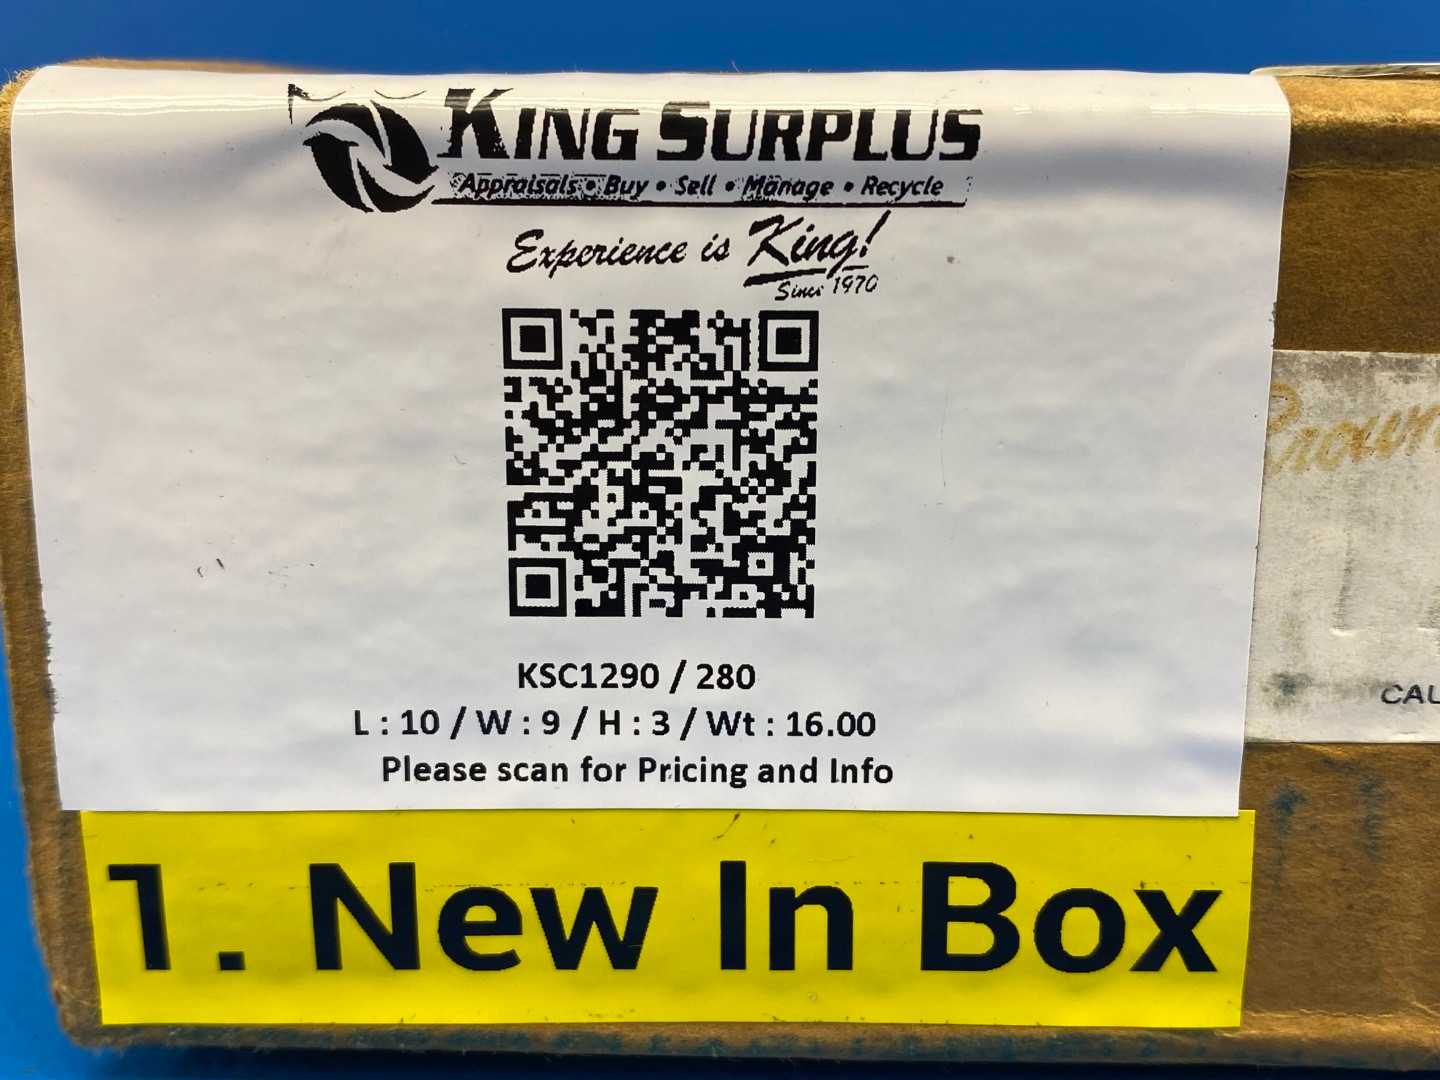 KING SURPLUS
Appraisals • Buy • Sell • Manage • Recycle
Experience is King!
Since 1970
KSC1290 / 280
L : 10 / W : 9 / H : 3 / Wt : 16.00
Please scan for Pricing and Info
1. New In Box
Brown
CAU